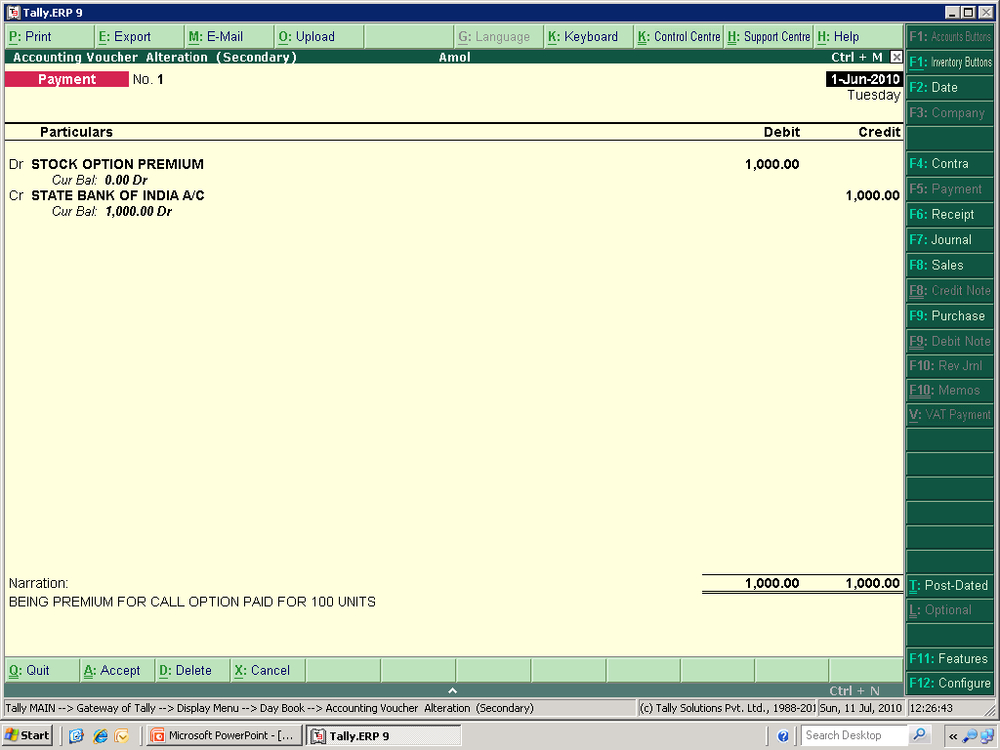 Tally.ERP 9
P: Print E: Export M: E-Mail O: Upload G: Language K: Keyboard K: Control Centre H: Support Centre H: Help
Accounting Voucher Alteration (Secondary) Amol Ctrl + M
Payment No. 1 1-Jun-2010
Tuesday
Particulars Debit Credit
Dr STOCK OPTION PREMIUM 1,000.00
Cur Bal: 0.00 Dr
Cr STATE BANK OF INDIA A/C 1,000.00
Cur Bal: 1,000.00 Dr
Narration: 1,000.00 1,000.00
BEING PREMIUM FOR CALL OPTION PAID FOR 100 UNITS
F1: Accounts Buttons
F1: Inventory Buttons
F2: Date
F3: Company
F4: Contra
F5: Payment
F6: Receipt
F7: Journal
F8: Sales
F8: Credit Note
F9: Purchase
F9: Debit Note
F10: Rev Jrnl
F10: Memos
V: VAT Payment
T: Post-Dated
L: Optional
F11: Features
F12: Configure
Q: Quit A: Accept D: Delete X: Cancel
Ctrl + N
Tally MAIN --> Gateway of Tally --> Display Menu --> Day Book --> Accounting Voucher Alteration (Secondary) (c) Tally Solutions Pvt. Ltd., 1988-201 Sun, 11 Jul, 2010 12:26:43
Start Microsoft PowerPoint - [... Tally.ERP 9 Search Desktop